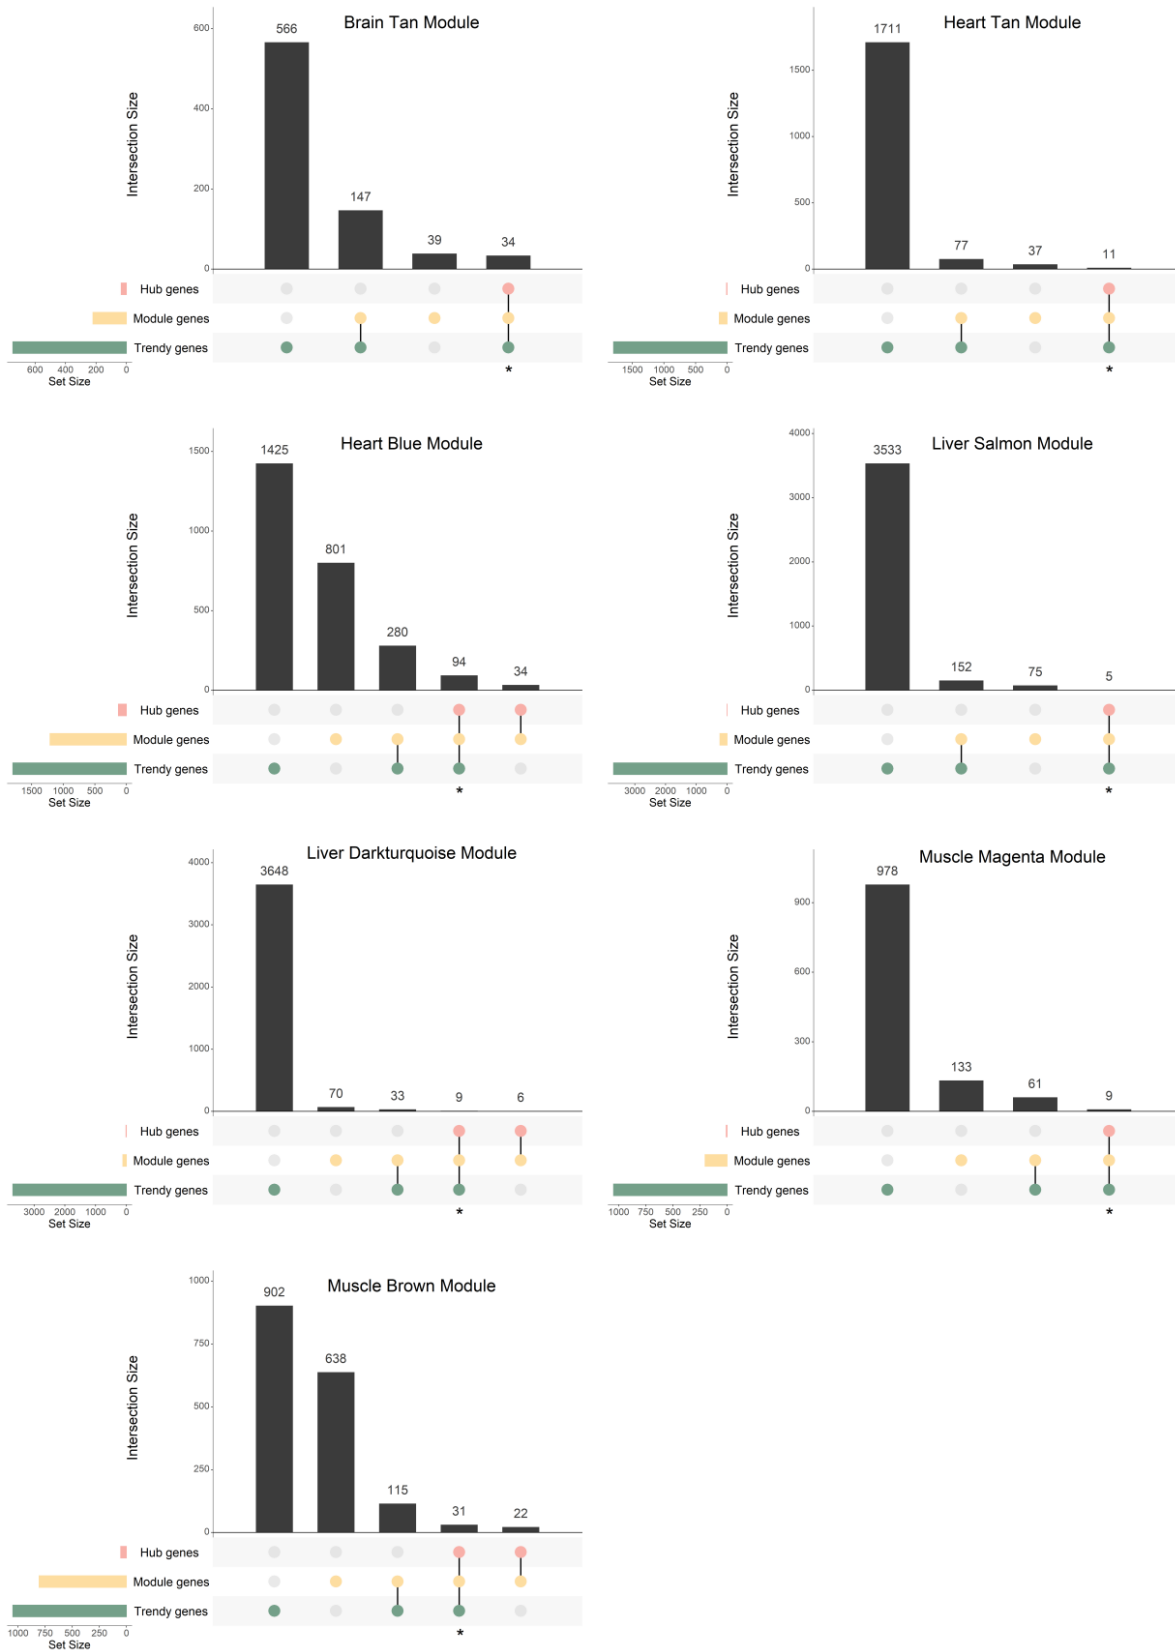 Brain Tan Module
Intersection Size
600
400
200
0
566
147
39
34
Hub genes
Module genes
Trendy genes
600 400 200 0
Set Size
*
Heart Tan Module
Intersection Size
1500
1000
500
0
1711
77
37
11
Hub genes
Module genes
Trendy genes
1500 1000 500 0
Set Size
*
Heart Blue Module
Intersection Size
1500
1000
500
0
1425
801
280
94
34
Hub genes
Module genes
Trendy genes
1500 1000 500 0
Set Size
*
Liver Salmon Module
Intersection Size
4000
3000
2000
1000
0
3533
152
75
5
Hub genes
Module genes
Trendy genes
3000 2000 1000 0
Set Size
*
Liver Darkturquoise Module
Intersection Size
4000
3000
2000
1000
0
3648
70
33
9
6
Hub genes
Module genes
Trendy genes
3000 2000 1000 0
Set Size
*
Muscle Magenta Module
Intersection Size
900
600
300
0
978
133
61
9
Hub genes
Module genes
Trendy genes
1000 750 500 250 0
Set Size
*
Muscle Brown Module
Intersection Size
1000
750
500
250
0
902
638
115
31
22
Hub genes
Module genes
Trendy genes
1000 750 500 250 0
Set Size
*